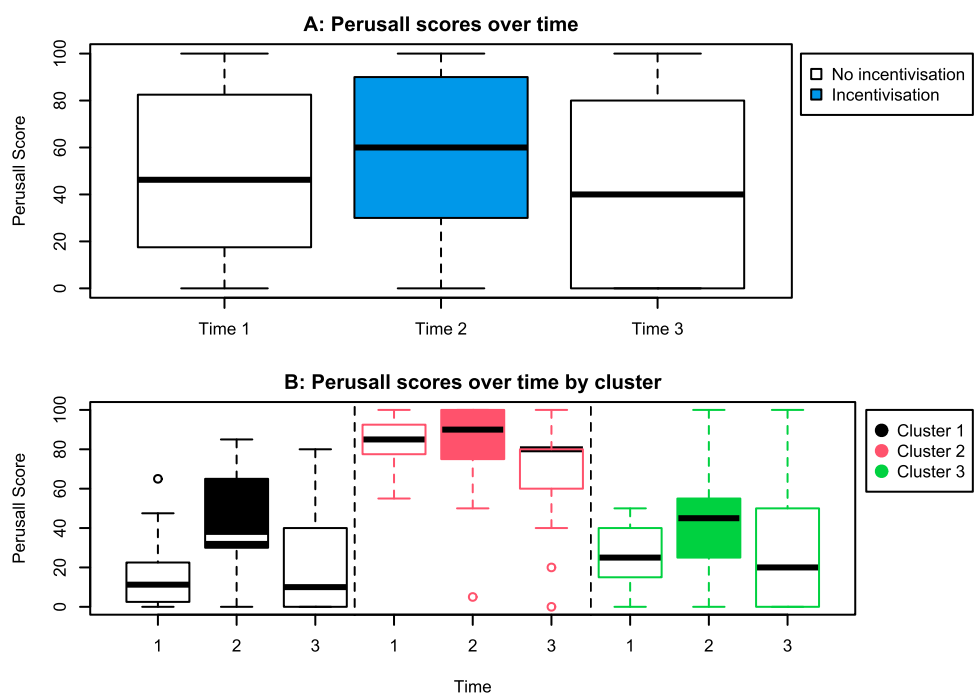 A: Perusall scores over time
Perusall Score
100
80
60
40
20
0
Time 1 Time 2 Time 3
No incentivisation
Incentivisation
B: Perusall scores over time by cluster
Perusall Score
100
80
60
40
20
0
1 2 3 1 2 3 1 2 3
Time
Cluster 1
Cluster 2
Cluster 3